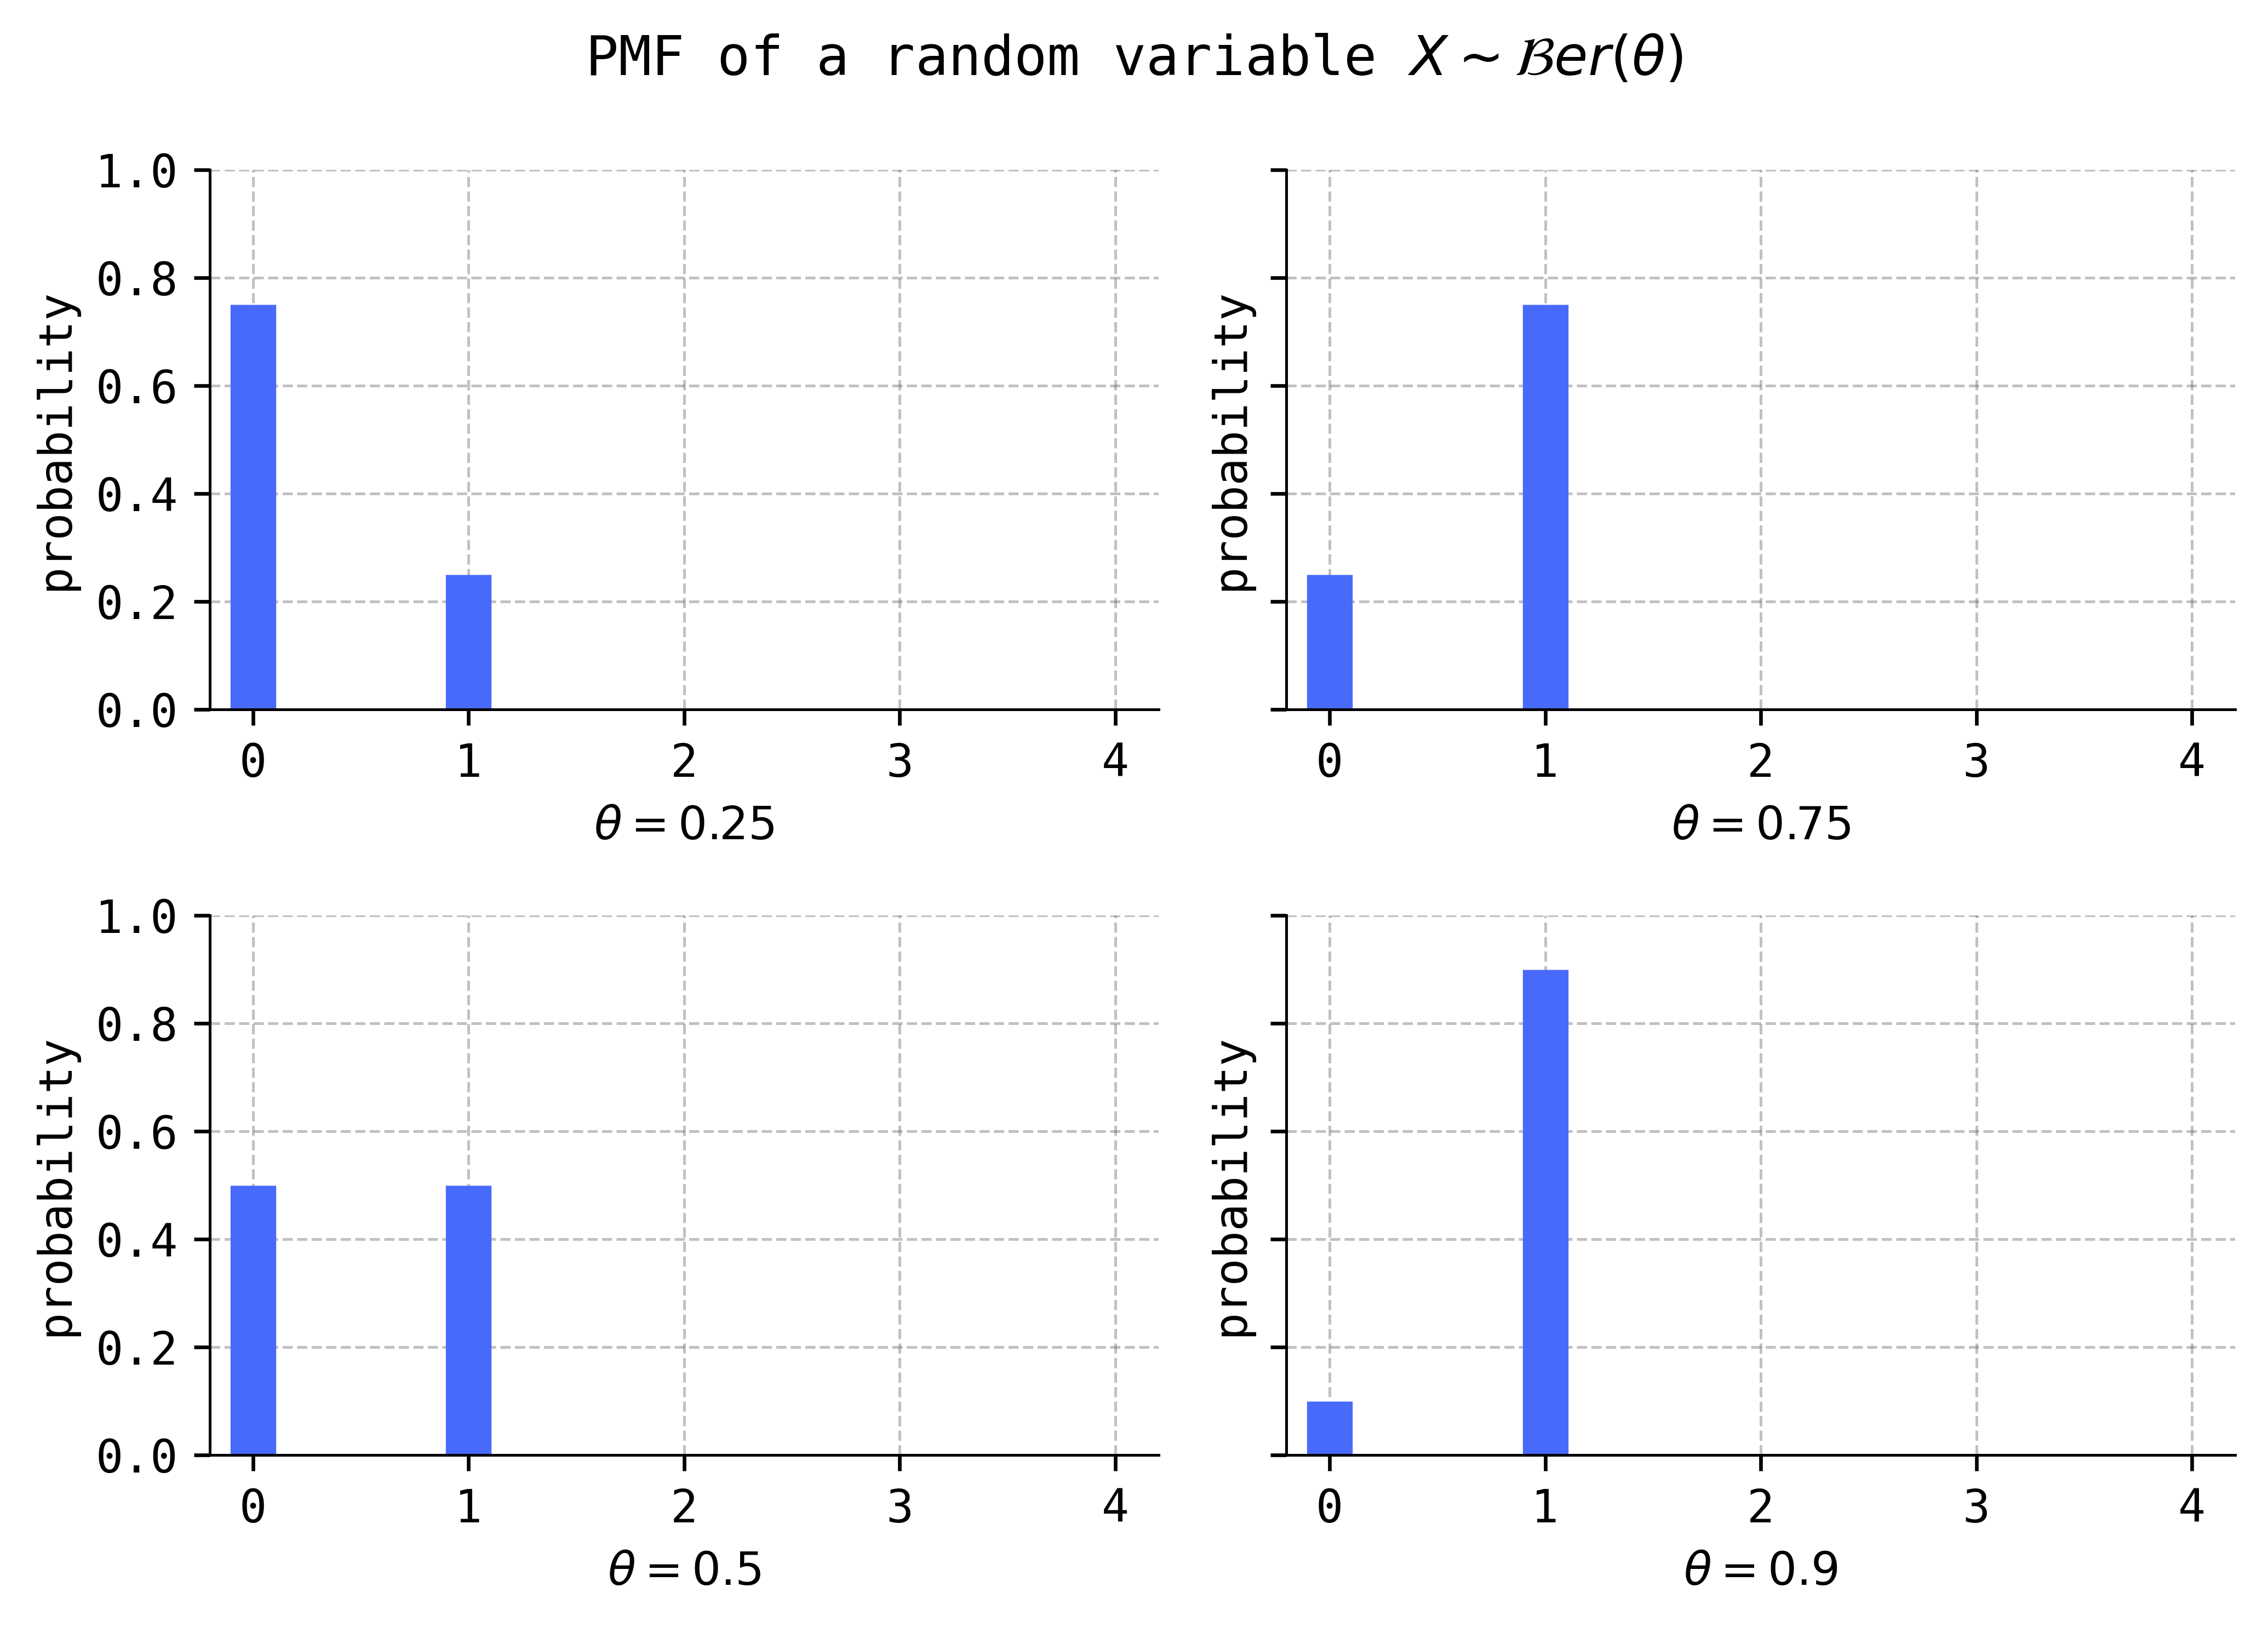 PMF of a random variable X ∼ ℬer(θ)
probability
1.0
0.8
0.6
0.4
0.2
0.0
0 1 2 3 4
θ = 0.25
probability
0 1 2 3 4
θ = 0.75
probability
1.0
0.8
0.6
0.4
0.2
0.0
0 1 2 3 4
θ = 0.5
probability
0 1 2 3 4
θ = 0.9